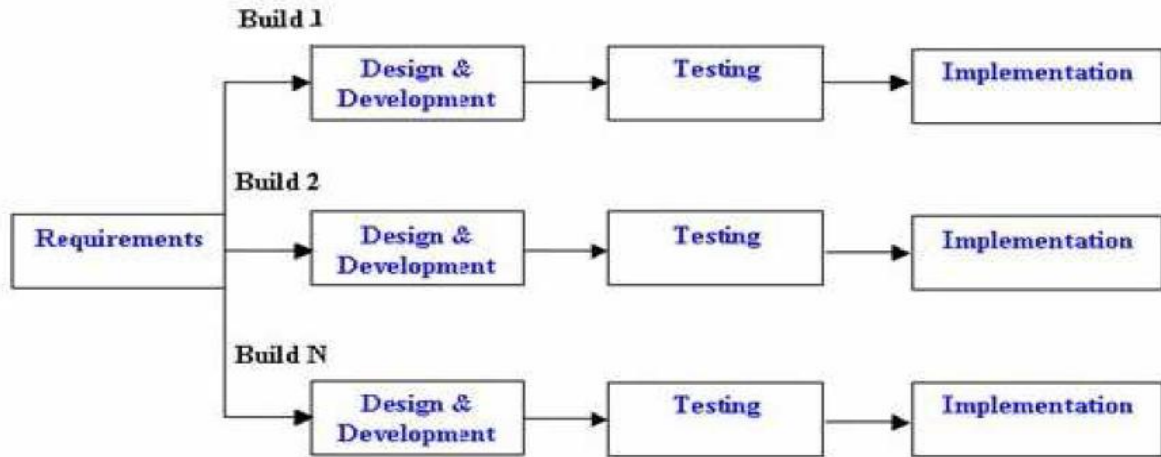 Build 1
Design &
Development
Testing
Implementation
Build 2
Requirements
Design &
Development
Testing
Implementation
Build N
Design &
Development
Testing
Implementation